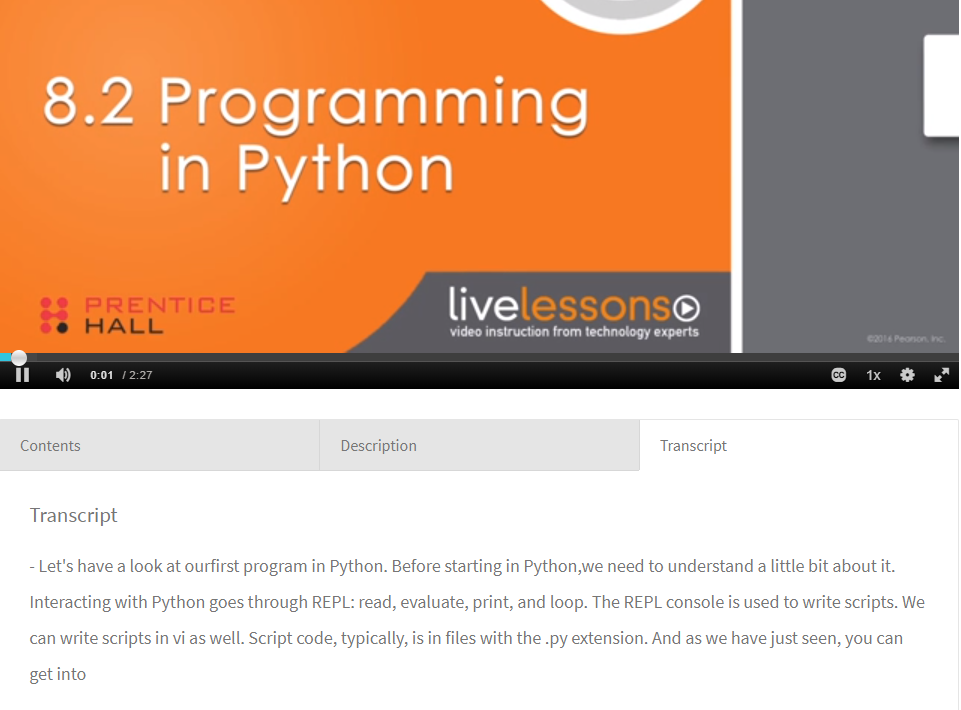 8.2 Programming
in Python
PRENTICE
HALL
livelessons
video instruction from technology experts
©2016 Pearson, Inc.
0:01 / 2:27
CC
1x
Contents
Description
Transcript
Transcript
- Let's have a look at ourfirst program in Python. Before starting in Python,we need to understand a little bit about it.
Interacting with Python goes through REPL: read, evaluate, print, and loop. The REPL console is used to write scripts. We
can write scripts in vi as well. Script code, typically, is in files with the .py extension. And as we have just seen, you can
get into